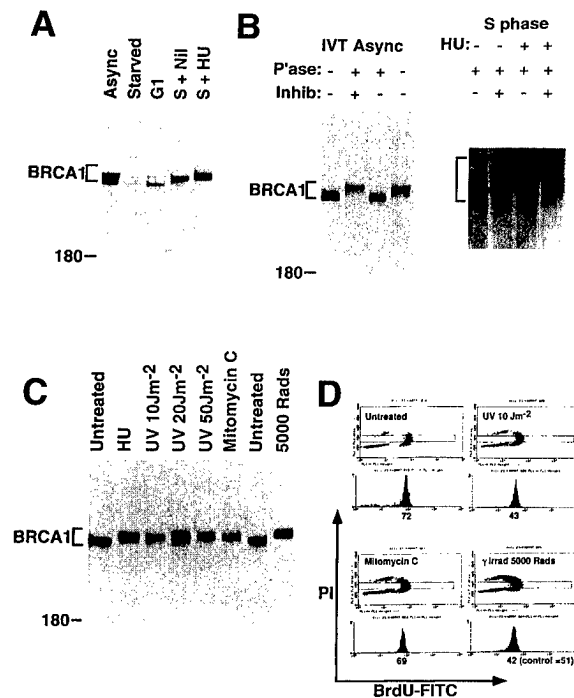 A
Async
Starved
G1
S + Nil
S + HU
BRCA1
180
B
IVT Async
P'ase: - + + -
Inhib: - + - -
BRCA1
180
S phase
HU: - - + +
+ + + +
- + - +
C
Untreated
HU
UV 10Jm-2
UV 20Jm-2
UV 50Jm-2
Mitomycin C
Untreated
5000 Rads
BRCA1
180
D
Untreated
UV 10 Jm-2
72
43
Mitomycin C
γ Irrad 5000 Rads
69
42 (control =51)
PI
BrdU-FITC